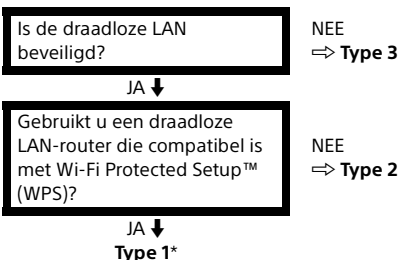 Is de draadloze LAN
beveiligd?
NEE
⇨ Type 3
JA ⬇
Gebruikt u een draadloze
LAN-router die compatibel is
met Wi-Fi Protected Setup™
(WPS)?
NEE
⇨ Type 2
JA ⬇
Type 1*